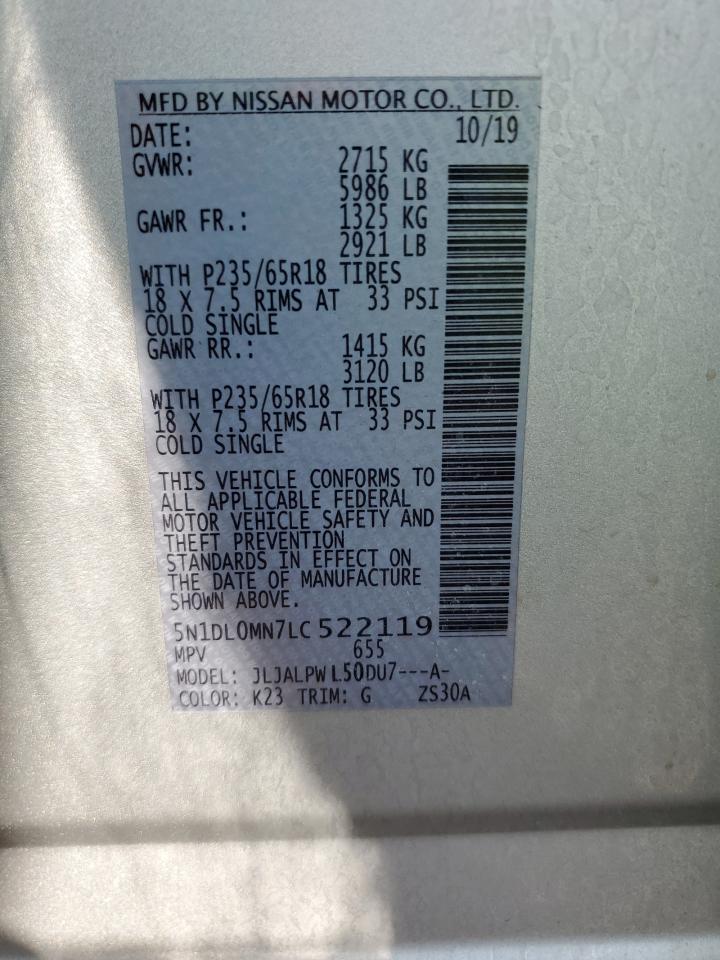 MFD BY NISSAN MOTOR CO., LTD.
DATE: 10/19
GVWR: 2715 KG
5986 LB
GAWR FR.: 1325 KG
2921 LB
WITH P235/65R18 TIRES
18 X 7.5 RIMS AT 33 PSI
COLD SINGLE
GAWR RR.: 1415 KG
3120 LB
WITH P235/65R18 TIRES
18 X 7.5 RIMS AT 33 PSI
COLD SINGLE
THIS VEHICLE CONFORMS TO
ALL APPLICABLE FEDERAL
MOTOR VEHICLE SAFETY AND
THEFT PREVENTION
STANDARDS IN EFFECT ON
THE DATE OF MANUFACTURE
SHOWN ABOVE.
5N1DL0MN7LC522119
MPV 655
MODEL: JLJALPWL50DU7---A-
COLOR: K23 TRIM: G ZS30A